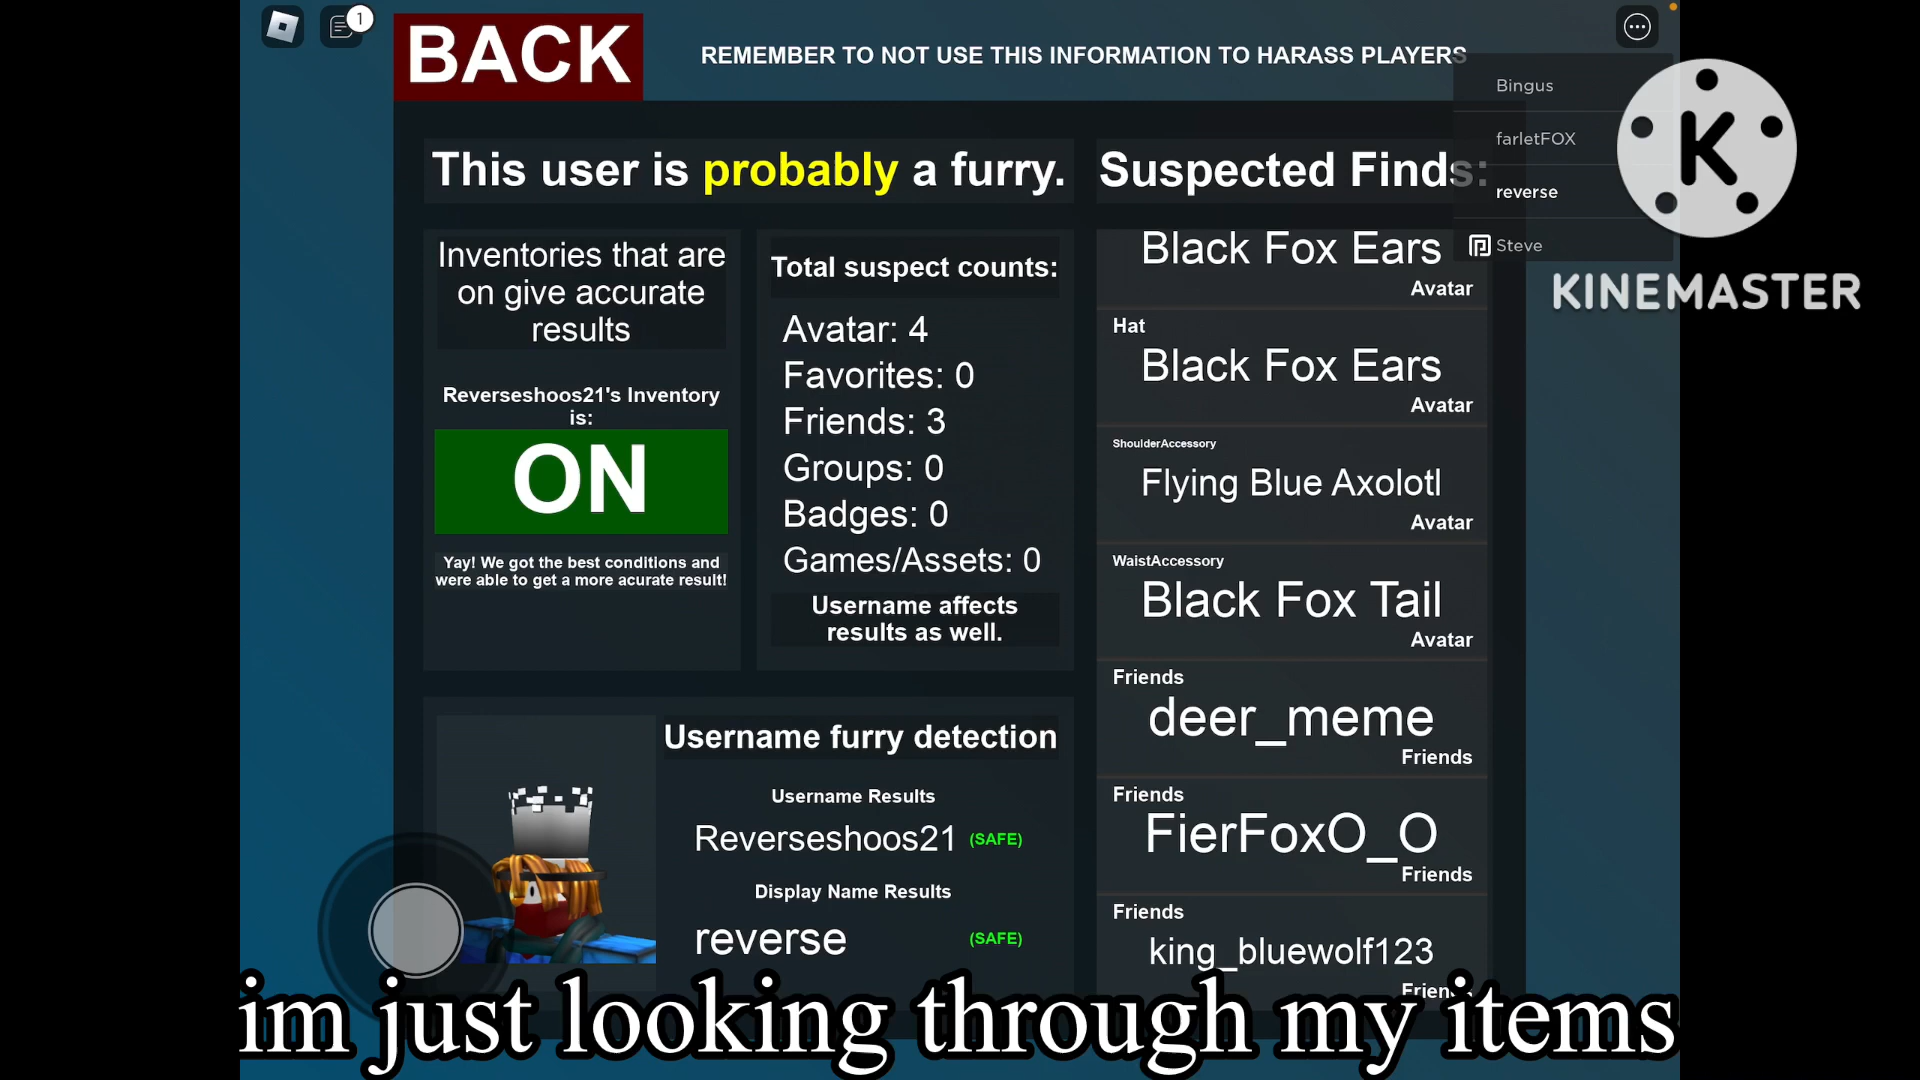 1
BACK
REMEMBER TO NOT USE THIS INFORMATION TO HARASS PLAYERS
Bingus
farletFOX
reverse
Steve
K
KINEMASTER
This user is probably a furry.
Inventories that are
on give accurate
results
Reverseshoos21's Inventory
is:
ON
Yay! We got the best conditions and
were able to get a more acurate result!
Total suspect counts:
Avatar: 4
Favorites: 0
Friends: 3
Groups: 0
Badges: 0
Games/Assets: 0
Username affects
results as well.
Suspected Finds:
Black Fox Ears
Avatar
Hat
Black Fox Ears
Avatar
ShoulderAccessory
Flying Blue Axolotl
Avatar
WaistAccessory
Black Fox Tail
Avatar
Friends
deer_meme
Friends
Friends
FierFoxO_O
Friends
Friends
king_bluewolf123
Friends
Username furry detection
Username Results
Reverseshoos21 (SAFE)
Display Name Results
reverse (SAFE)
im just looking through my items